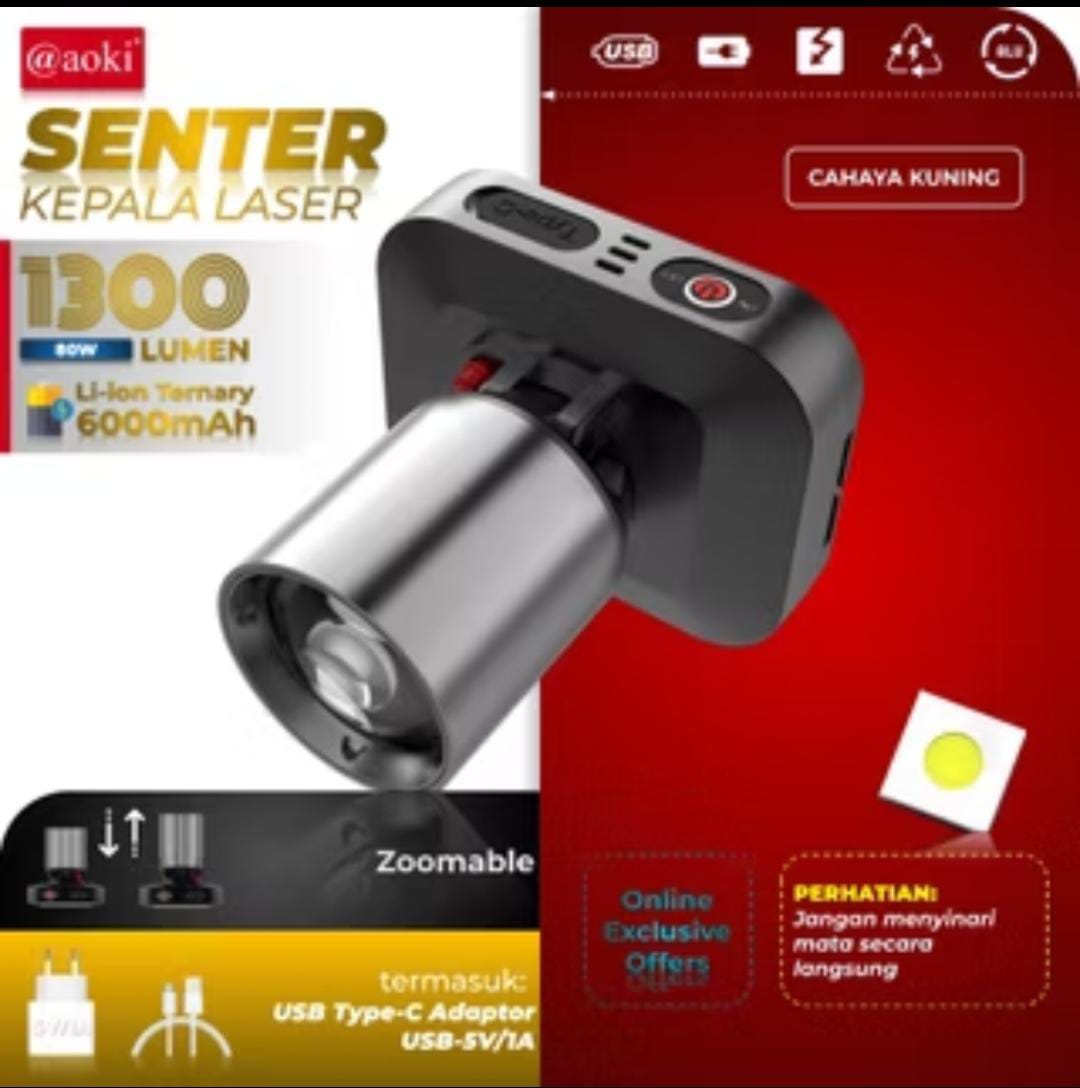 @aoki
SENTER
KEPALA LASER
1300
80W LUMEN
Li-ion Ternary
6000mAh
USB
CAHAYA KUNING
Type-C
Zoomable
termasuk:
USB Type-C Adaptor
USB-5V/1A
Online
Exclusive
Offers
PERHATIAN:
Jangan menyinari
mata secara
langsung